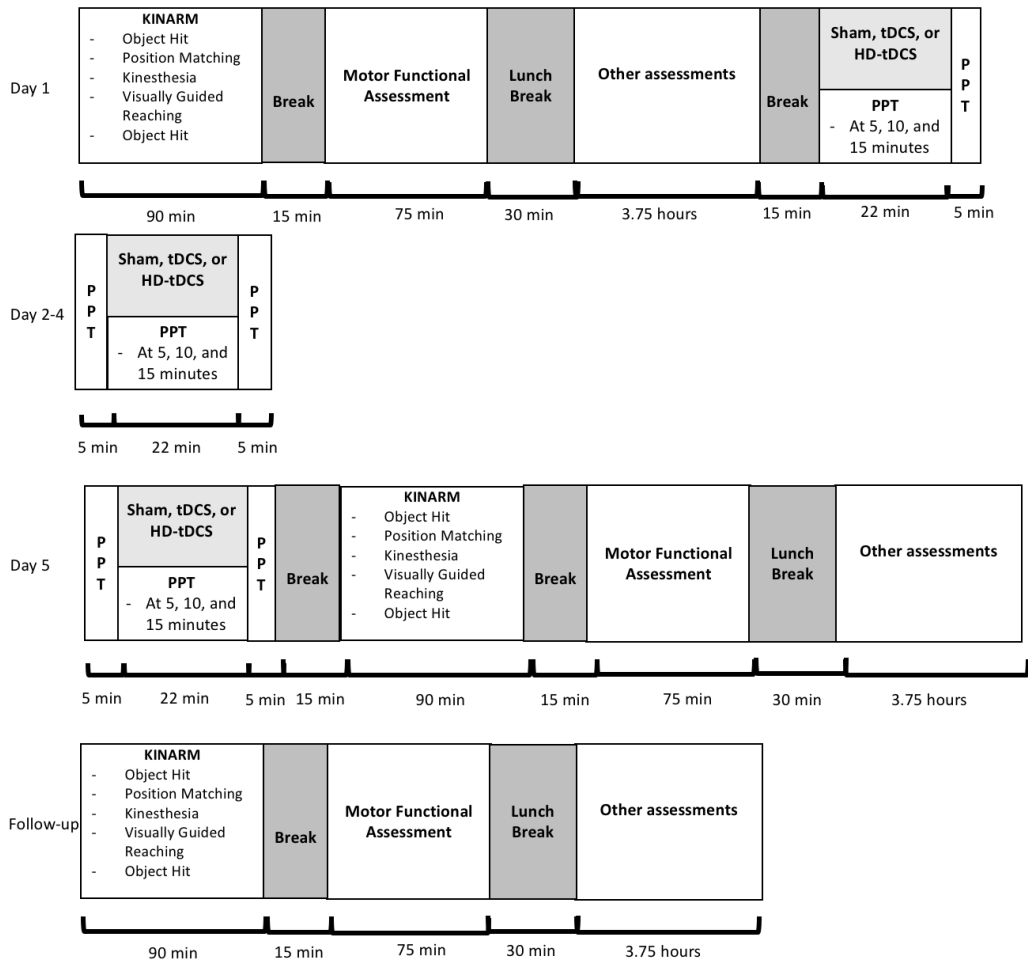 Day 1
KINARM
- Object Hit
- Position Matching
- Kinesthesia
- Visually Guided
Reaching
- Object Hit
Break
Motor Functional
Assessment
Lunch
Break
Other assessments
Break
Sham, tDCS, or
HD-tDCS
PPT
- At 5, 10, and
15 minutes
P
P
T
90 min
15 min
75 min
30 min
3.75 hours
15 min
22 min
5 min
Day 2-4
P
P
T
Sham, tDCS, or
HD-tDCS
PPT
- At 5, 10, and
15 minutes
P
P
T
5 min
22 min
5 min
Day 5
P
P
T
Sham, tDCS, or
HD-tDCS
PPT
- At 5, 10, and
15 minutes
P
P
T
Break
KINARM
- Object Hit
- Position Matching
- Kinesthesia
- Visually Guided
Reaching
- Object Hit
Break
Motor Functional
Assessment
Lunch
Break
Other assessments
5 min
22 min
5 min
15 min
90 min
15 min
75 min
30 min
3.75 hours
Follow-up
KINARM
- Object Hit
- Position Matching
- Kinesthesia
- Visually Guided
Reaching
- Object Hit
Break
Motor Functional
Assessment
Lunch
Break
Other assessments
90 min
15 min
75 min
30 min
3.75 hours